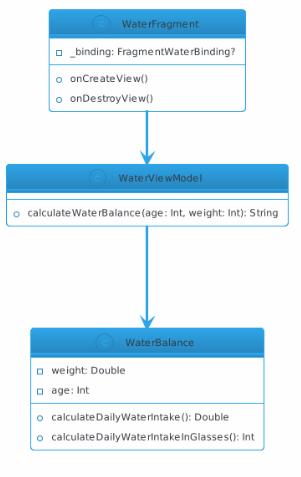 WaterFragment
_binding: FragmentWaterBinding?
onCreateView()
onDestroyView()
WaterViewModel
calculateWaterBalance(age: Int, weight: Int): String
WaterBalance
weight: Double
age: Int
calculateDailyWaterIntake(): Double
calculateDailyWaterIntakeInGlasses(): Int